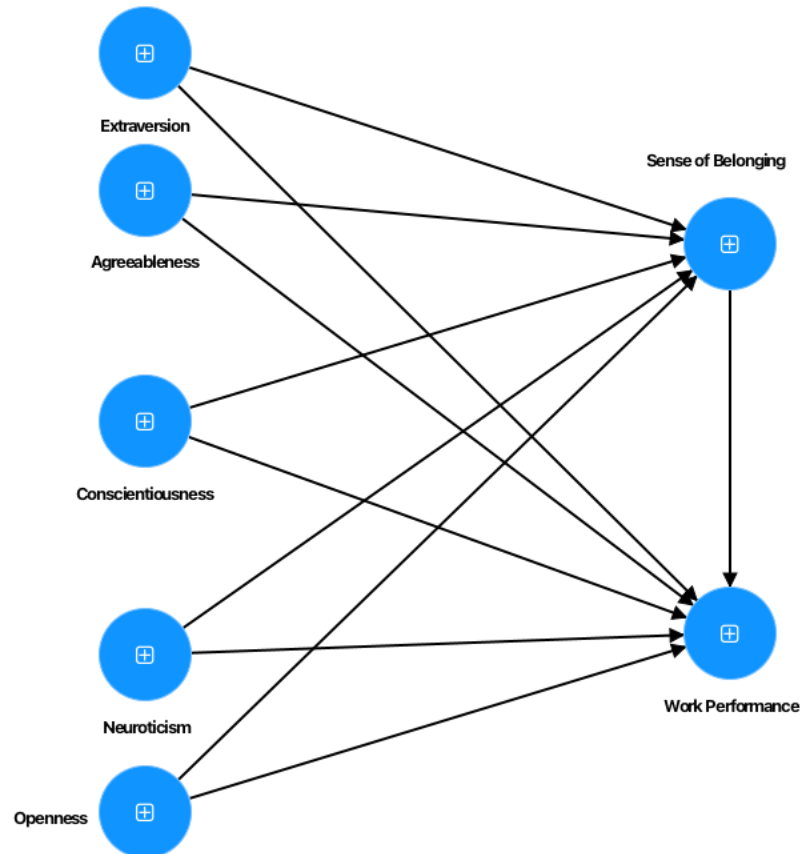 Extraversion
Sense of Belonging
Agreeableness
Conscientiousness
Work Performance
Neuroticism
Openness